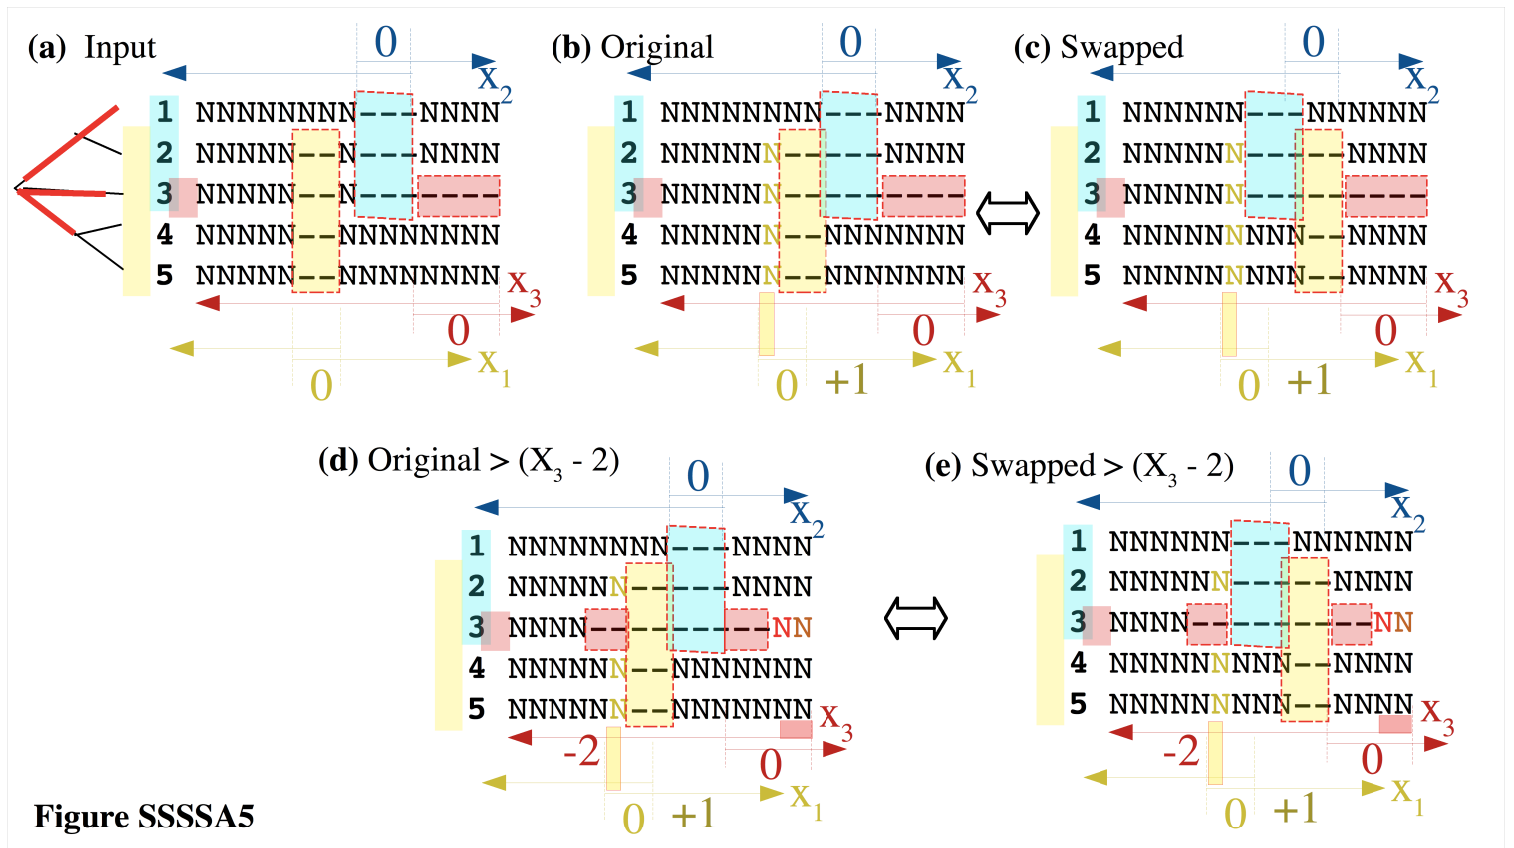 (a) Input
0
X2
1 NNNNNNNN---NNNN
2 NNNNN--N---NNNN
3 NNNNN--N-------
4 NNNNN--NNNNNNNN
5 NNNNN--NNNNNNNN
X3
0
X1
0
(b) Original
0
X2
1 NNNNNNNN---NNNN
2 NNNNNN-----NNNN
3 NNNNNN---------
4 NNNNNN--NNNNNNN
5 NNNNNN--NNNNNNN
X3
0
X1
0 +1
(c) Swapped
0
X2
1 NNNNNN---NNNNNN
2 NNNNNN-----NNNN
3 NNNNNN---------
4 NNNNNNNNN--NNNN
5 NNNNNNNNN--NNNN
X3
0
X1
0 +1
(d) Original > (X3 - 2)
0
X2
1 NNNNNNNN---NNNN
2 NNNNNN-----NNNN
3 NNNN---------NN
4 NNNNNN--NNNNNNN
5 NNNNNN--NNNNNNN
X3
-2 0
X1
0 +1
(e) Swapped > (X3 - 2)
0
X2
1 NNNNNN---NNNNNN
2 NNNNNN-----NNNN
3 NNNN---------NN
4 NNNNNNNNN--NNNN
5 NNNNNNNNN--NNNN
X3
-2 0
X1
0 +1
Figure SSSSA5